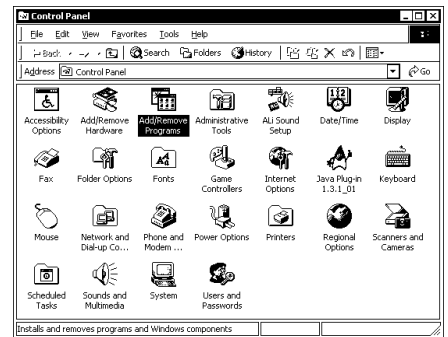 Control Panel
File Edit View Favorites Tools Help
Back Search Folders History
Address Control Panel Go
Accessibility Options
Add/Remove Hardware
Add/Remove Programs
Administrative Tools
ALi Sound Setup
Date/Time
Display
Fax
Folder Options
Fonts
Game Controllers
Internet Options
Java Plug-in 1.3.1_01
Keyboard
Mouse
Network and Dial-up Co...
Phone and Modem ...
Power Options
Printers
Regional Options
Scanners and Cameras
Scheduled Tasks
Sounds and Multimedia
System
Users and Passwords
Installs and removes programs and Windows components